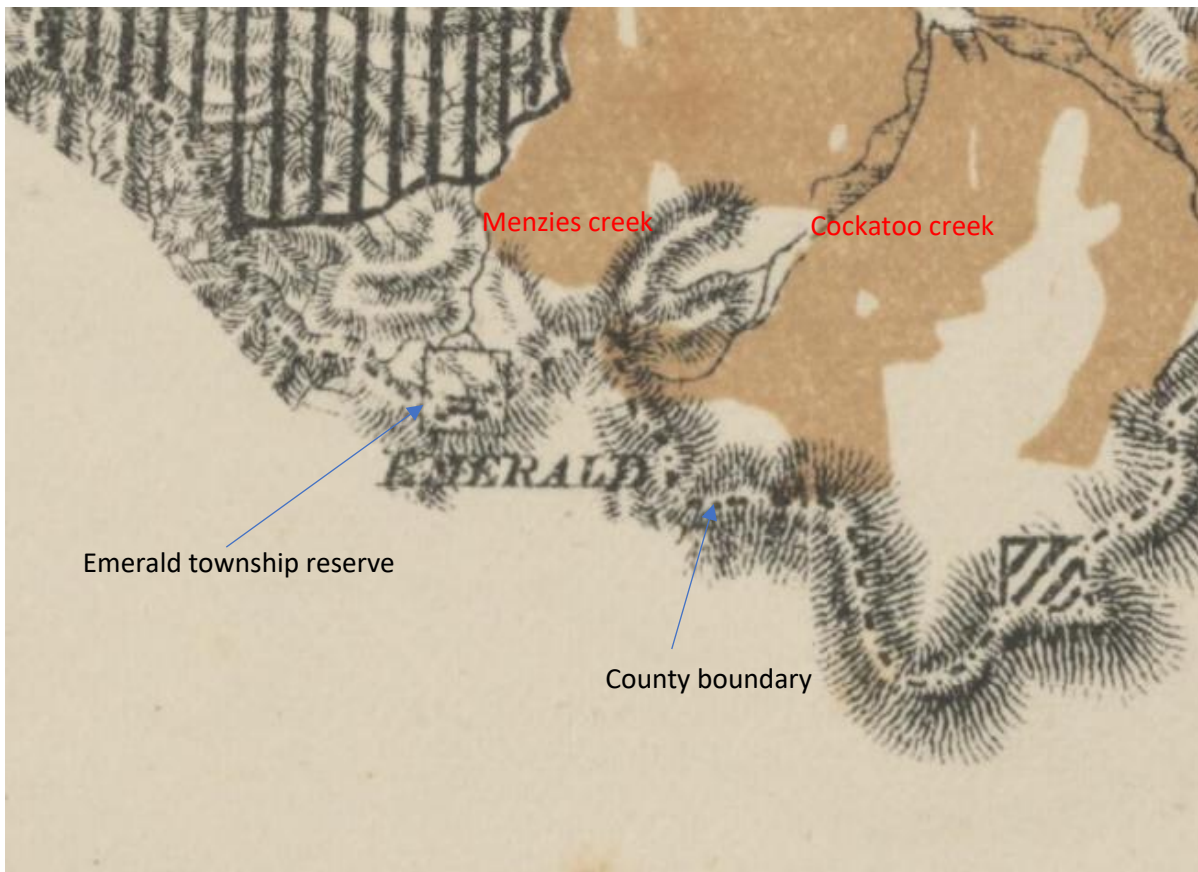 Menzies creek
Cockatoo creek
EMERALD
Emerald township reserve
County boundary